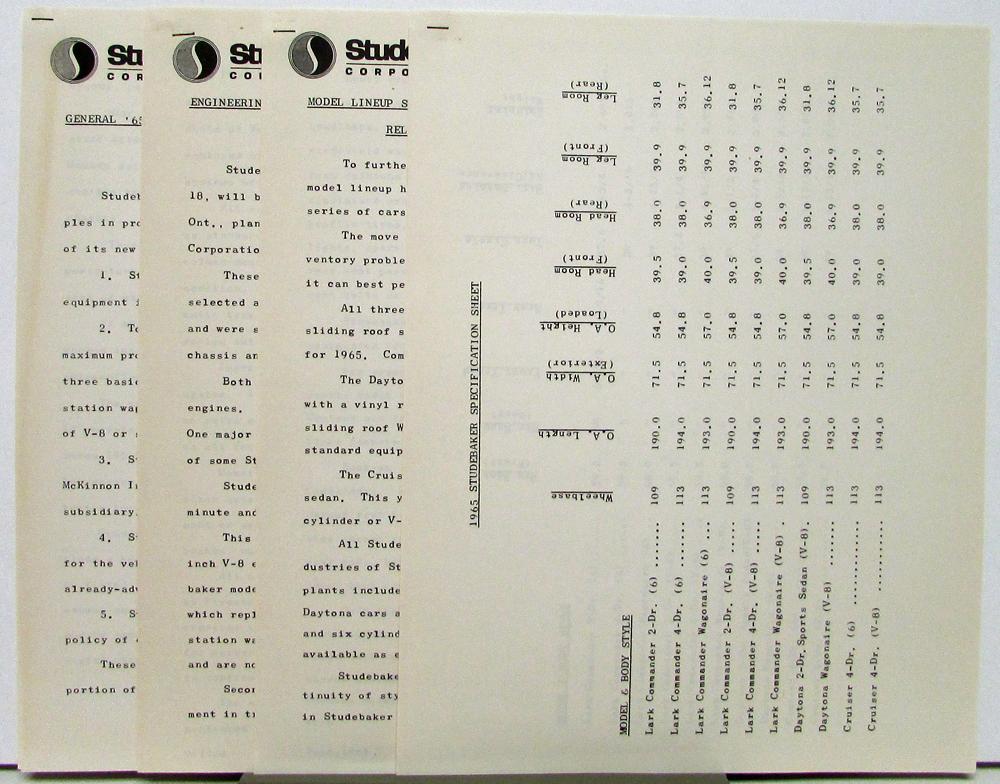 Stu
COR
GENERAL '65
Studeb
ples in pro
of its new
1. St
equipment i
2. To
maximum pro
three basic
station wag
of V-8 or s
3. S
McKinnon In
subsidiary.
4. S
for the veh
already-adv
5. S
policy of
These
portion of
St
CO
ENGINEERIN
Stude
18, will b
Ont., plan
Corporatio
These
selected a
and were s
chassis an
Both
engines.
One major
of some St
Stude
minute and
This
inch V-8 e
baker mode
which repl
station wa
and are no
Secon
ment in th
Stude
CORPO
MODEL LINEUP S
REL
To furthe
model lineup h
series of cars
The move
ventory proble
it can best pe
All three
sliding roof s
for 1965. Com
The Dayto
with a vinyl r
sliding roof W
standard equip
The Cruis
sedan. This y
cylinder or V-
All Stude
dustries of St
plants include
Daytona cars a
and six cylind
available as e
Studebake
tinuity of sty
in Studebaker
1965 STUDEBAKER SPECIFICATION SHEET
MODEL & BODY STYLE Wheelbase O.A. Length O.A. Width (Exterior) O.A. Height (Loaded) Head Room (Front) Head Room (Rear) Leg Room (Front) Leg Room (Rear)
Lark Commander 2-Dr. (6) ...... 109 190.0 71.5 54.8 39.5 38.0 39.9 31.8
Lark Commander 4-Dr. (6) ...... 113 194.0 71.5 54.8 39.0 38.0 39.9 35.7
Lark Commander Wagonaire (6) ... 113 193.0 71.5 57.0 40.0 36.9 39.9 36.12
Lark Commander 2-Dr. (V-8) .... 109 190.0 71.5 54.8 39.5 38.0 39.9 31.8
Lark Commander 4-Dr. (V-8) .... 113 194.0 71.5 54.8 39.0 38.0 39.9 35.7
Lark Commander Wagonaire (V-8) . 113 193.0 71.5 57.0 40.0 36.9 39.9 36.12
Daytona 2-Dr. Sports Sedan (V-8). 109 190.0 71.5 54.8 39.5 38.0 39.9 31.8
Daytona Wagonaire (V-8) ....... 113 193.0 71.5 57.0 40.0 36.9 39.9 36.12
Cruiser 4-Dr. (6) ............ 113 194.0 71.5 54.8 39.0 38.0 39.9 35.7
Cruiser 4-Dr. (V-8) .......... 113 194.0 71.5 54.8 39.0 38.0 39.9 35.7